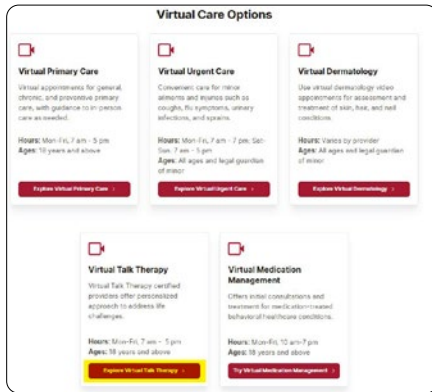 Virtual Care Options
Virtual Primary Care
Virtual appointments for general,
chronic, and preventive primary
care, with guidance to in-person
care as needed.
Hours: Mon-Fri, 7 am - 5 pm
Ages: 18 years and above
Explore Virtual Primary Care ›
Virtual Urgent Care
Convenient care for minor
ailments and injuries such as
coughs, flu symptoms, urinary
infections, and sprains.
Hours: Mon-Fri, 7 am - 7 pm; Sat-
Sun, 7 am - 5 pm
Ages: All ages and legal guardian
of minor
Explore Virtual Urgent Care ›
Virtual Dermatology
Use virtual dermatology video
appointments for assessment and
treatment of skin, hair, and nail
conditions.
Hours: Varies by provider
Ages: All ages and legal guardian
of minor
Explore Virtual Dermatology ›
Virtual Talk Therapy
Virtual Talk Therapy certified
providers offer personalized
approach to address life
challenges.
Hours: Mon-Fri, 7 am - 5 pm
Ages: 18 years and above
Explore Virtual Talk Therapy ›
Virtual Medication
Management
Offers initial consultations and
treatment for medication-treated
behavioral healthcare conditions.
Hours: Mon-Fri, 10 am-7 pm
Ages: 18 years and above
Try Virtual Medication Management ›